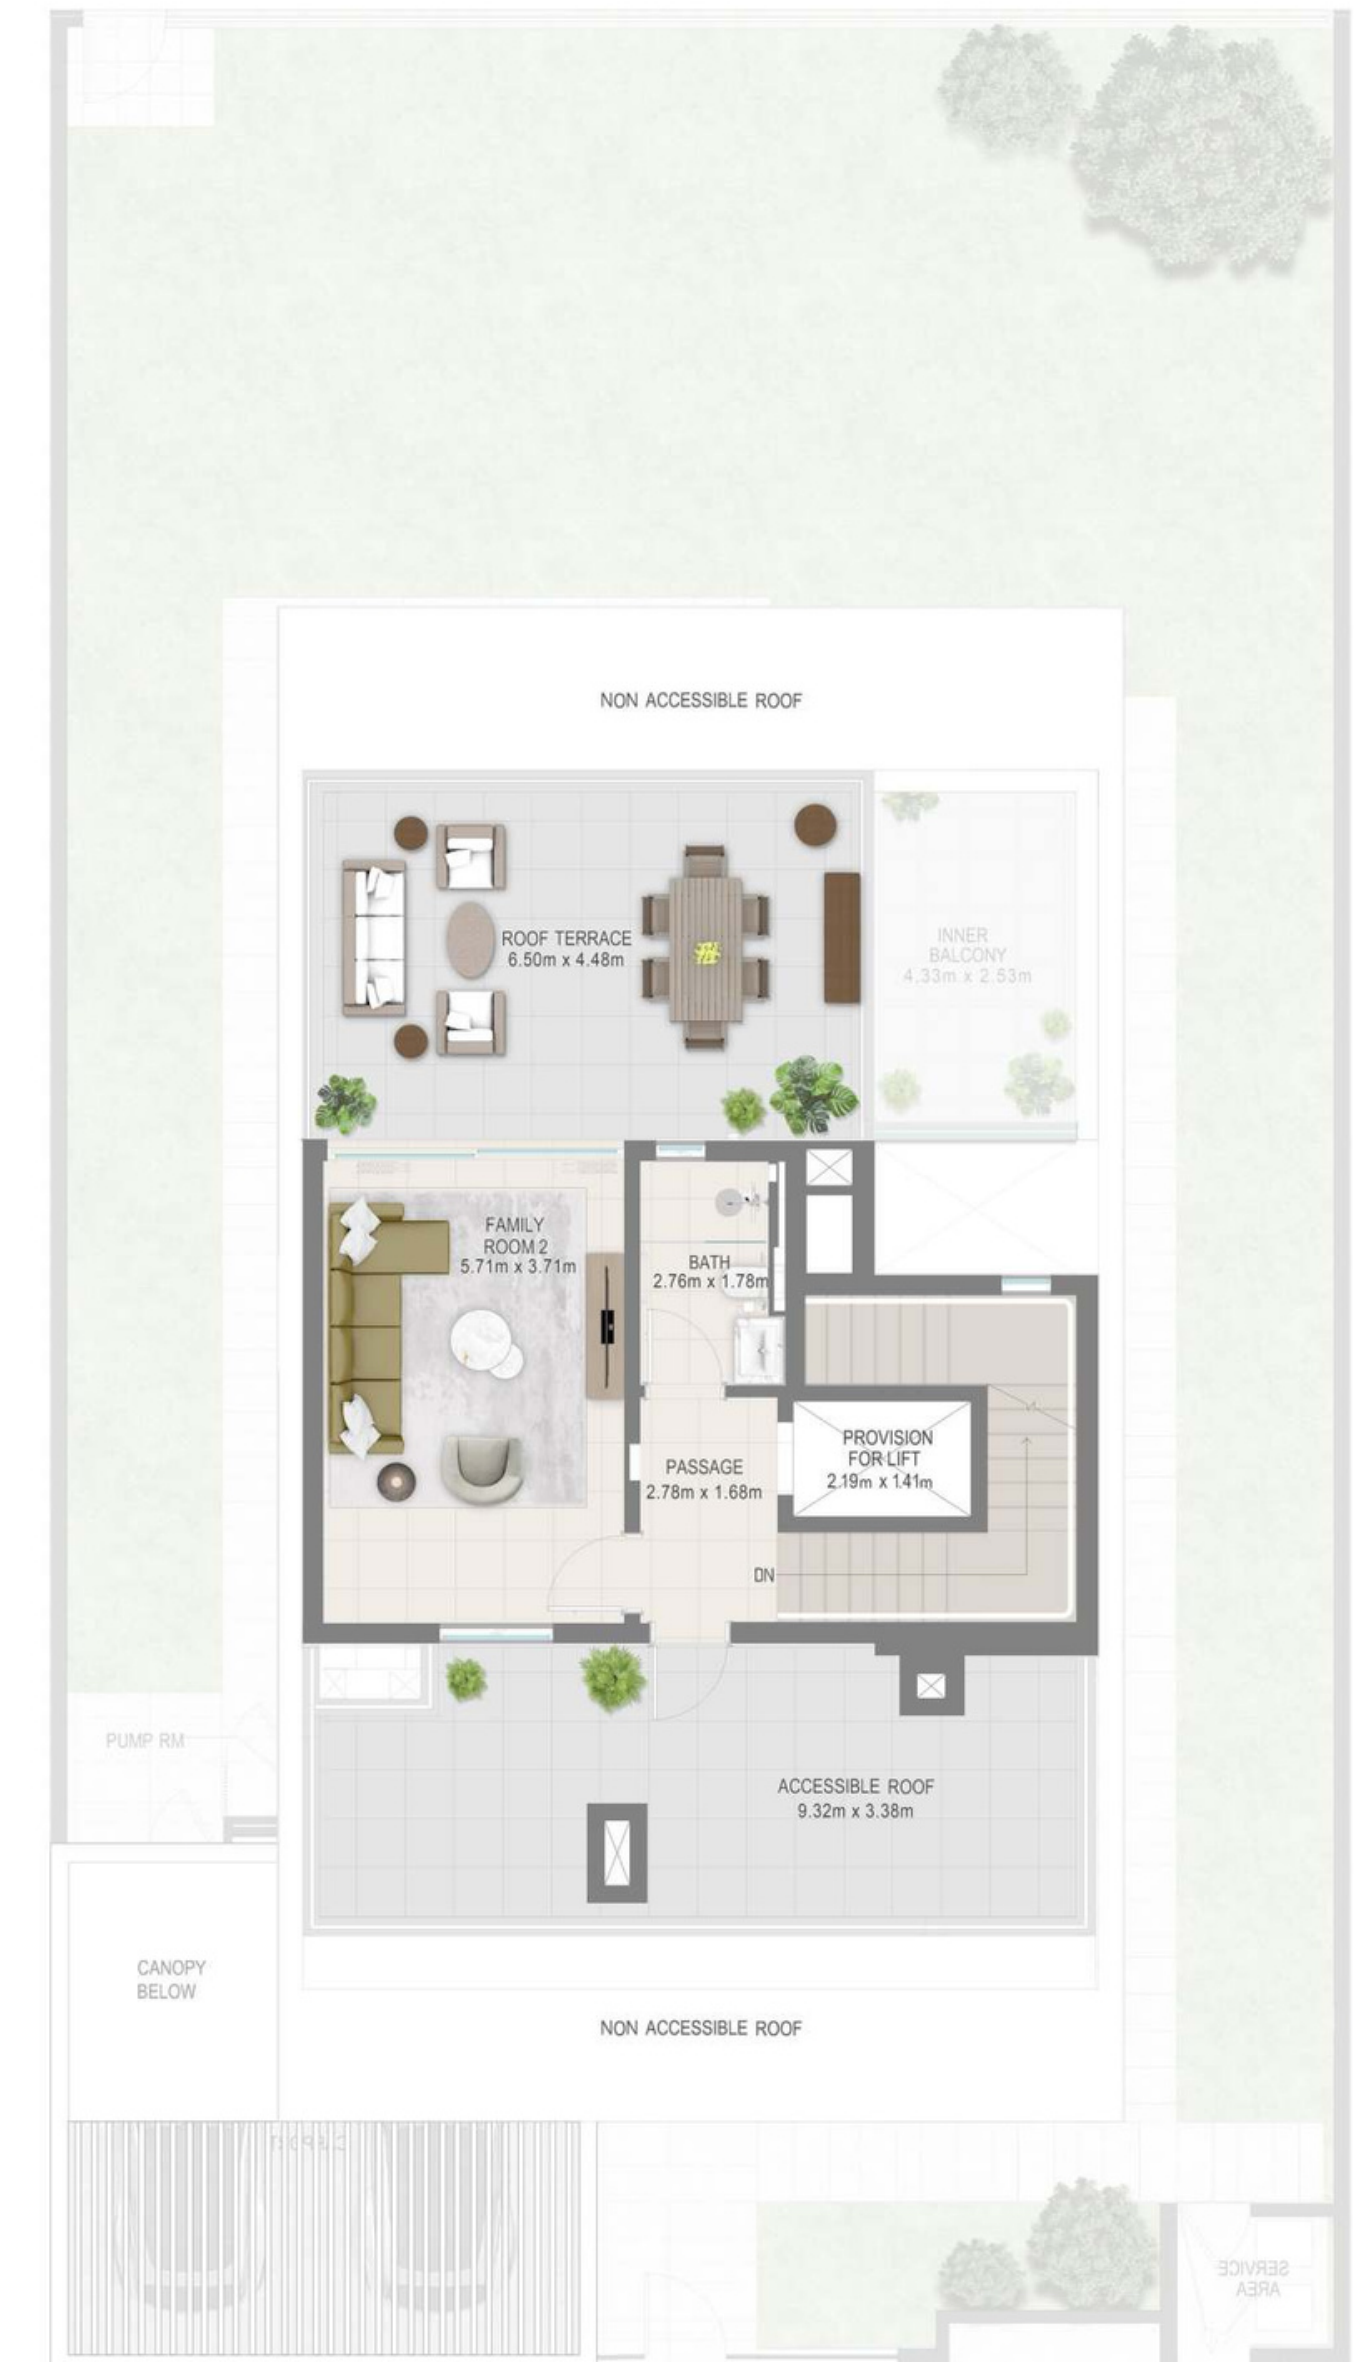 NON ACCESSIBLE ROOF
ROOF TERRACE
6.50m x 4.48m
INNER
BALCONY
4.33m x 2.53m
FAMILY
ROOM 2
5.71m x 3.71m
BATH
2.76m x 1.78m
PROVISION
FOR LIFT
2.19m x 1.41m
PASSAGE
2.78m x 1.68m
DN
PUMP RM
ACCESSIBLE ROOF
9.32m x 3.38m
CANOPY
BELOW
NON ACCESSIBLE ROOF
SERVICE
AREA